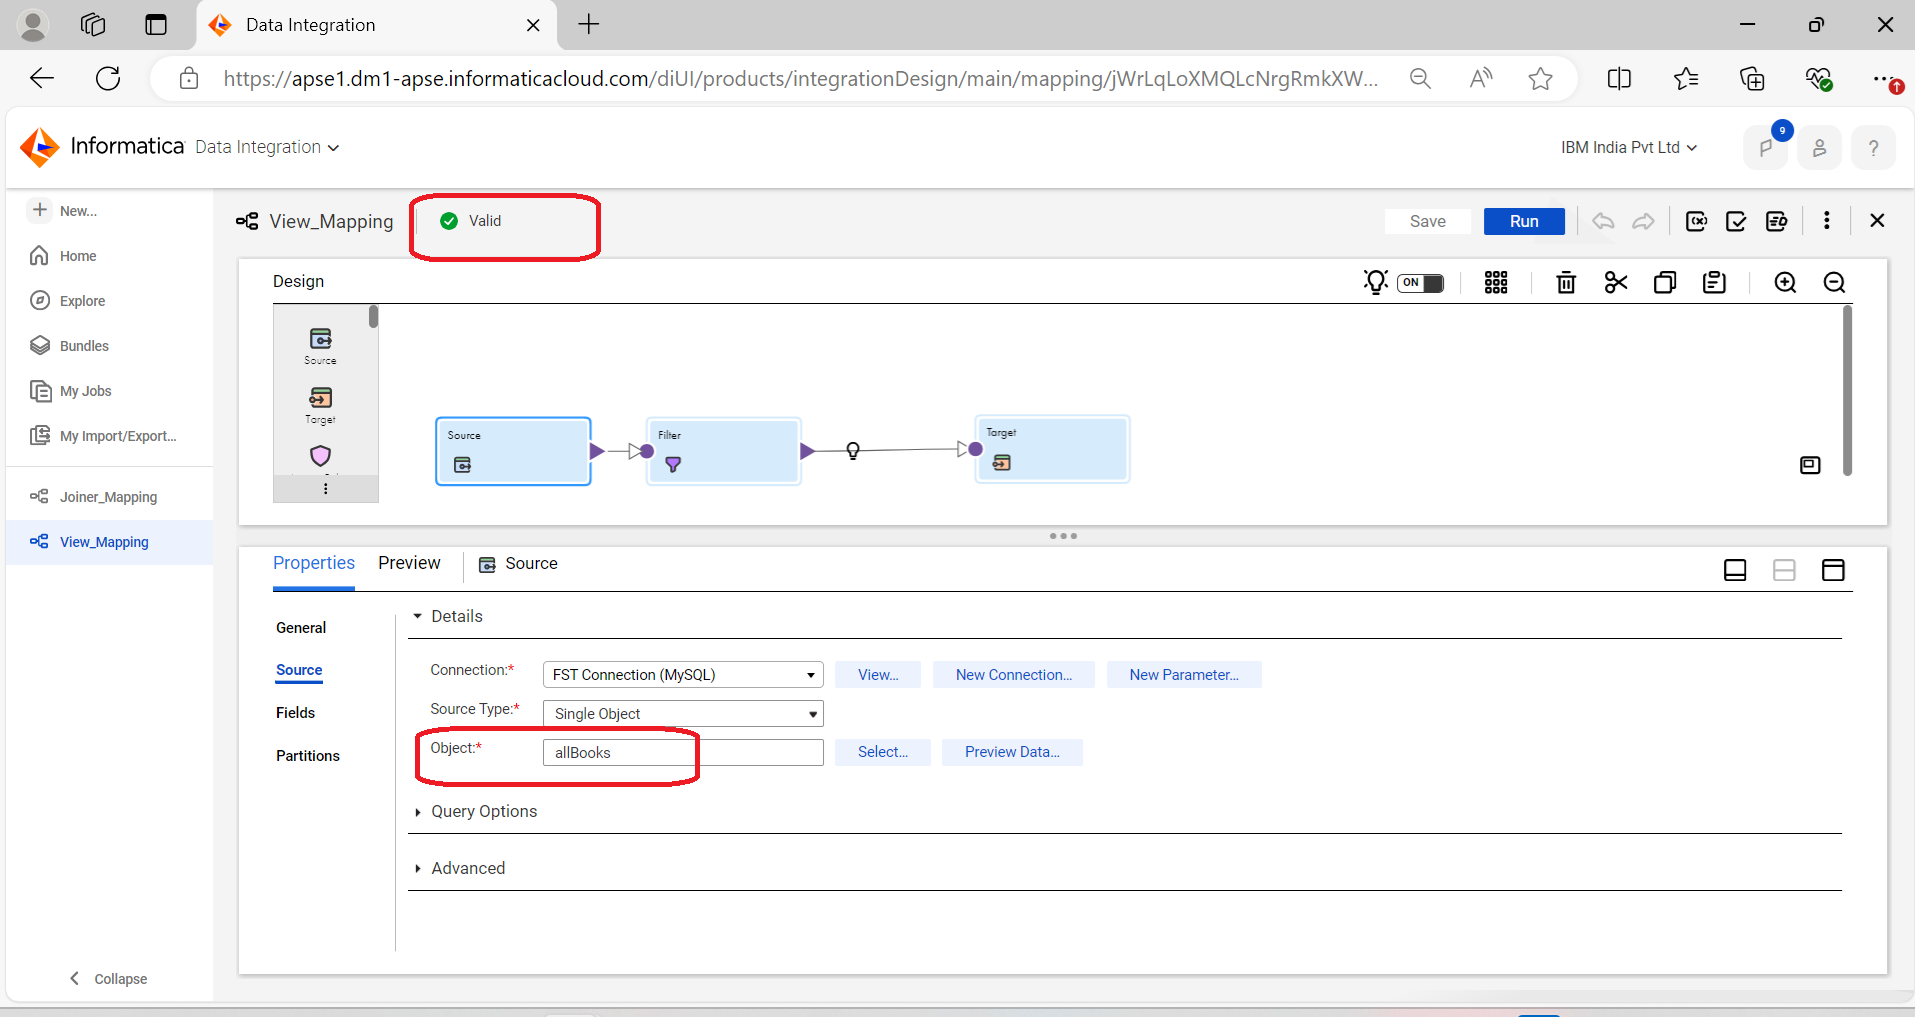 Data Integration
https://apse1.dm1-apse.informaticacloud.com/diUI/products/integrationDesign/main/mapping/jWrLqLoXMQLcNrgRmkXW...
Informatica Data Integration
IBM India Pvt Ltd
9
?
New...
Home
Explore
Bundles
My Jobs
My Import/Export...
Joiner_Mapping
View_Mapping
Collapse
View_Mapping
Valid
Save
Run
Design
ON
Source
Target
Source
Filter
Target
Properties
Preview
Source
General
Source
Fields
Partitions
Details
Connection:*
FST Connection (MySQL)
View...
New Connection...
New Parameter...
Source Type:*
Single Object
Object:*
allBooks
Select...
Preview Data...
Query Options
Advanced